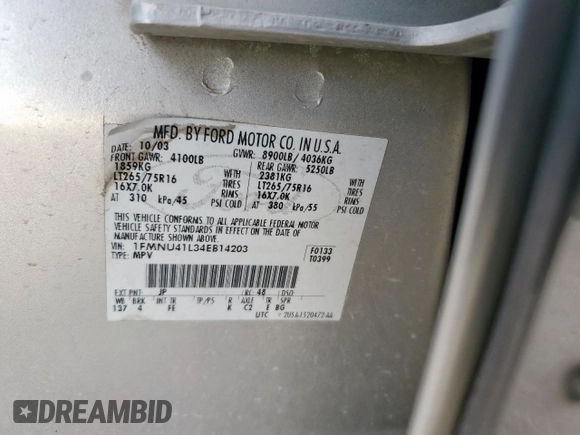 MFD. BY FORD MOTOR CO. IN U.S.A.
DATE: 10/03 GVWR: 8900LB/ 4036KG
FRONT GAWR: 4100LB REAR GAWR: 5250LB
1859KG WITH 2381KG WITH
LT265/75R16 TIRES LT265/75R16 TIRES
16X7.0K RIMS 16X7.0K RIMS
AT 310 kPa/45 PSI COLD AT 380 kPa/55 PSI COLD
THIS VEHICLE CONFORMS TO ALL APPLICABLE FEDERAL MOTOR
VEHICLE SAFETY STANDARDS IN EFFECT ON THE DATE OF
MANUFACTURE SHOWN ABOVE.
VIN: 1FMNU41L34EB14203 F0133
TYPE: MPV T0399
EXT PNT: JP RC: 48 DSO:
WB BRK INT TR TP/PS R AXLE TR SPR
137 4 FE K C2 E BG
UTC
Ford
DREAMBID